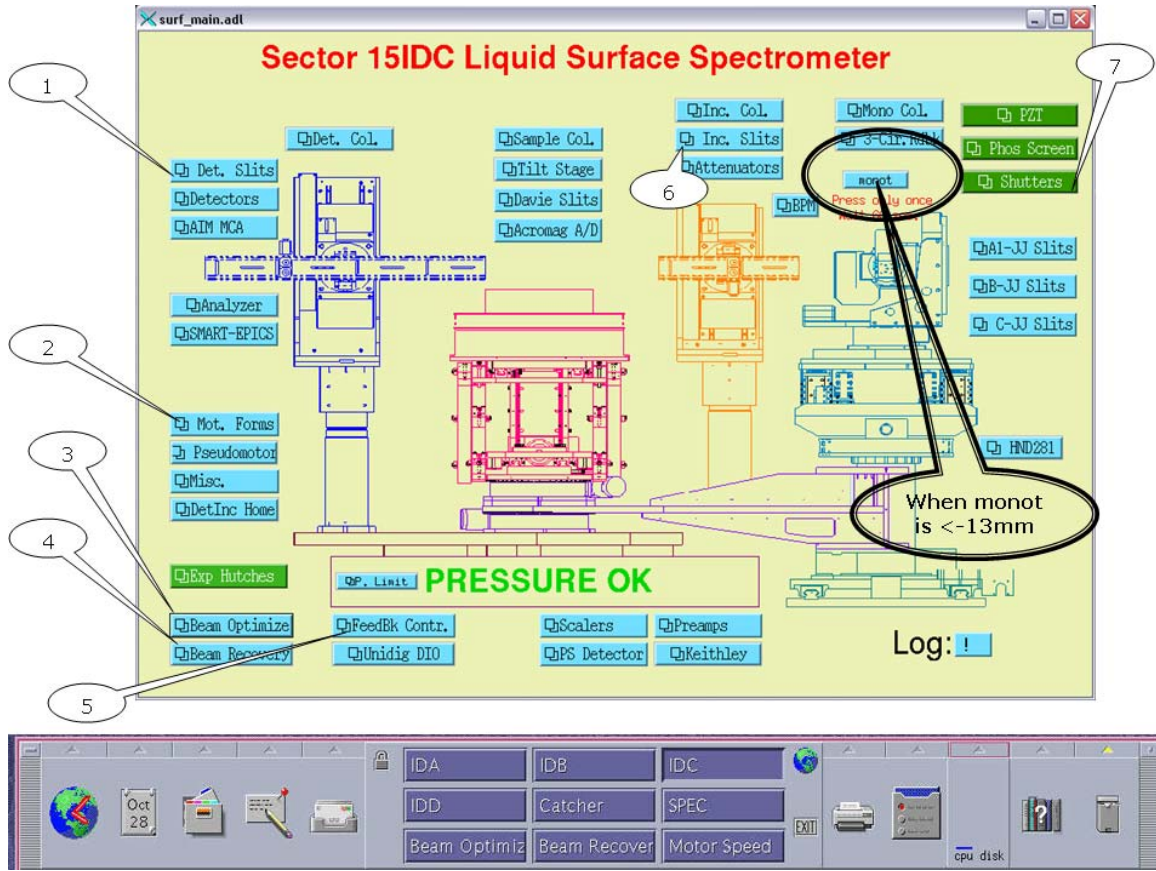 surf_main.adl
Sector 15IDC Liquid Surface Spectrometer
1
7
Inc. Col.
Mono Col.
PZT
Det. Col.
Sample Col.
Inc. Slits
3-Cir.
Phos Screen
Det. Slits
Tilt Stage
Attenuators
monot
Shutters
6
Detectors
Davie Slits
BPM
Press only once
AIM MCA
Acromag A/D
A1-JJ Slits
B-JJ Slits
Analyzer
C-JJ Slits
SMART-EPICS
2
Mot. Forms
3
Pseudomotor
HND281
Misc.
DetInc Home
When monot
is <-13mm
4
Exp Hutches
P. Limit
PRESSURE OK
Beam Optimize
FeedBk Contr.
Scalers
Preamps
Beam Recovery
Unidig DIO
PS Detector
Keithley
Log: !
5
IDA
IDB
IDC
Oct
28
IDD
Catcher
SPEC
EXIT
Beam Optimiz
Beam Recover
Motor Speed
cpu disk